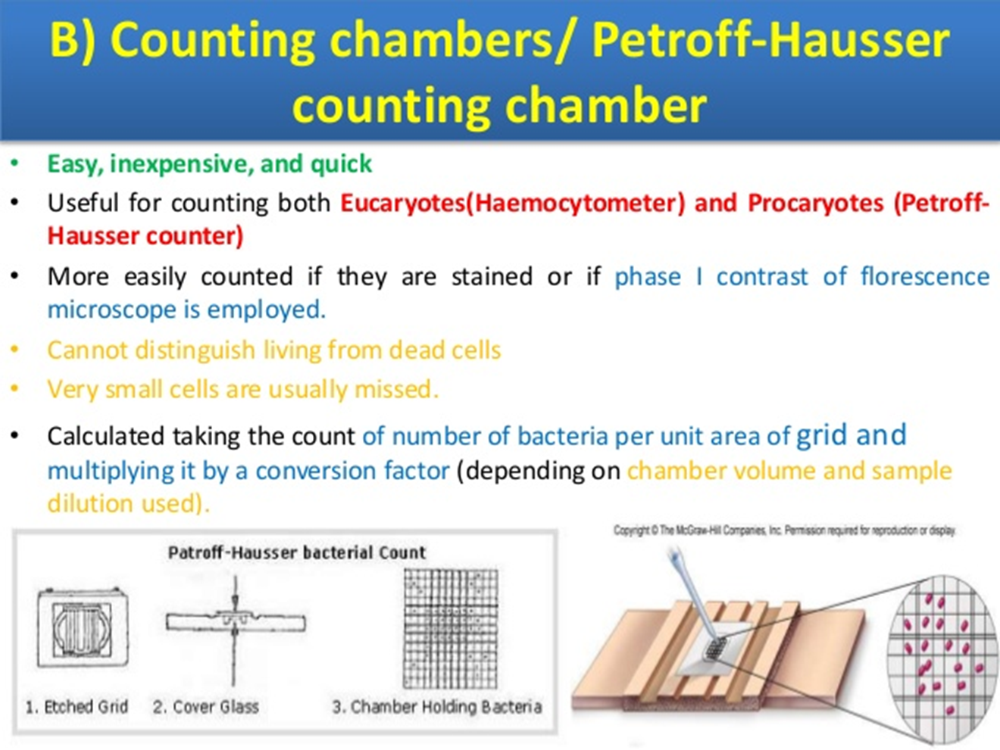 B) Counting chambers/ Petroff-Hausser
counting chamber
• Easy, inexpensive, and quick
• Useful for counting both Eucaryotes(Haemocytometer) and Procaryotes (Petroff-
Hausser counter)
• More easily counted if they are stained or if phase I contrast of florescence
microscope is employed.
• Cannot distinguish living from dead cells
• Very small cells are usually missed.
• Calculated taking the count of number of bacteria per unit area of grid and
multiplying it by a conversion factor (depending on chamber volume and sample
dilution used).
Patroff-Hausser bacterial Count
1. Etched Grid
2. Cover Glass
3. Chamber Holding Bacteria
Copyright © The McGraw-Hill Companies, Inc. Permission required for reproduction or display.